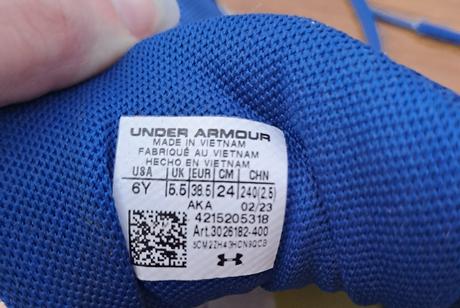 UNDER ARMOUR
MADE IN VIETNAM
FABRIQUÉ AU VIETNAM
HECHO EN VIETNAM
USA UK EUR CM CHN
6Y 5.5 38.5 24 240(2.5)
AKA 02/23
4215205318
Art.3026182-400